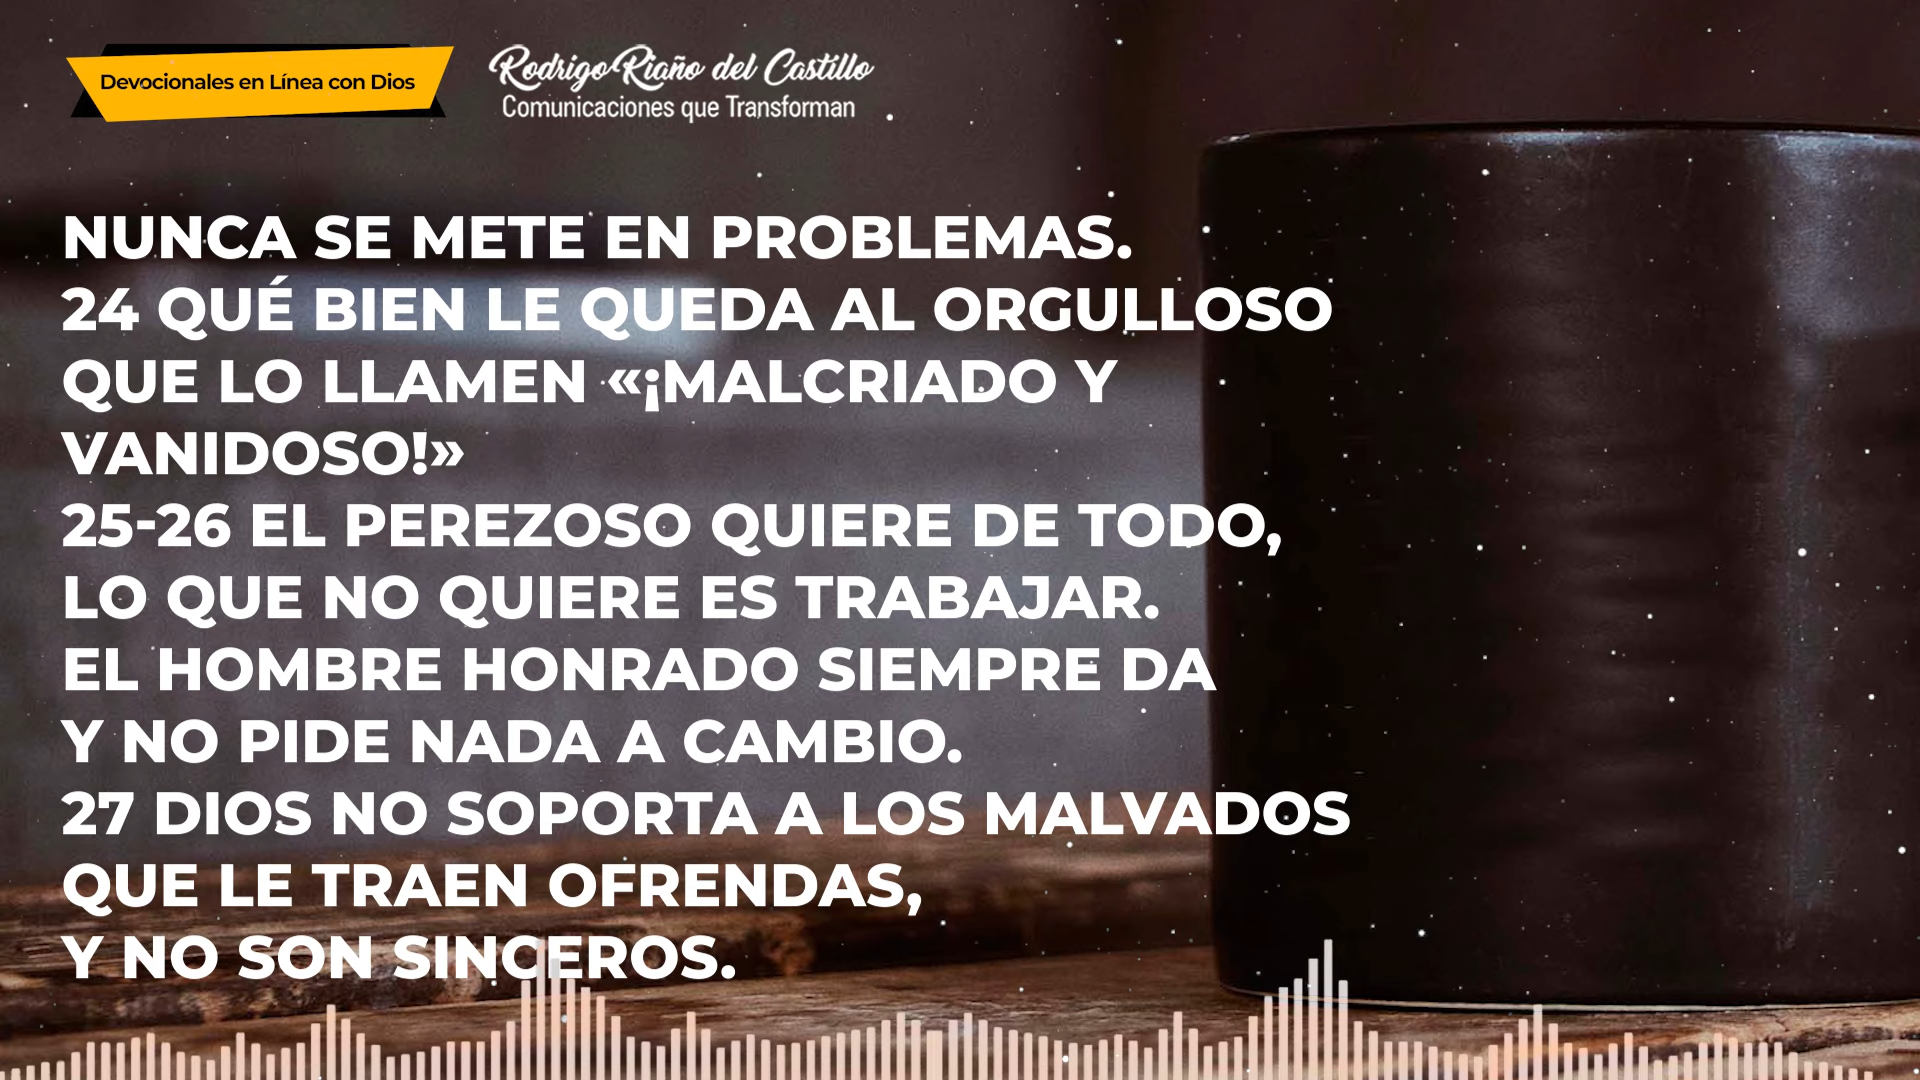 Devocionales en Línea con Dios
Rodrigo Riaño del Castillo
Comunicaciones que Transforman
NUNCA SE METE EN PROBLEMAS.
24 QUÉ BIEN LE QUEDA AL ORGULLOSO
QUE LO LLAMEN «¡MALCRIADO Y
VANIDOSO!»
25-26 EL PEREZOSO QUIERE DE TODO,
LO QUE NO QUIERE ES TRABAJAR.
EL HOMBRE HONRADO SIEMPRE DA
Y NO PIDE NADA A CAMBIO.
27 DIOS NO SOPORTA A LOS MALVADOS
QUE LE TRAEN OFRENDAS,
Y NO SON SINCEROS.